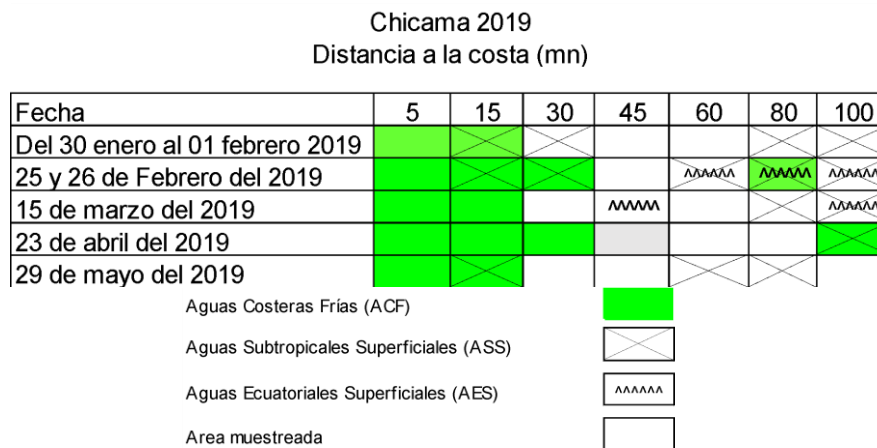 Chicama 2019
Distancia a la costa (mn)
Fecha 5 15 30 45 60 80 100
Del 30 enero al 01 febrero 2019
25 y 26 de Febrero del 2019 ^^^^^^ ^^^^^^ ^^^^^^
15 de marzo del 2019 ^^^^^^ ^^^^^^
23 de abril del 2019
29 de mayo del 2019
Aguas Costeras Frías (ACF)
Aguas Subtropicales Superficiales (ASS)
Aguas Ecuatoriales Superficiales (AES) ^^^^^^
Area muestreada